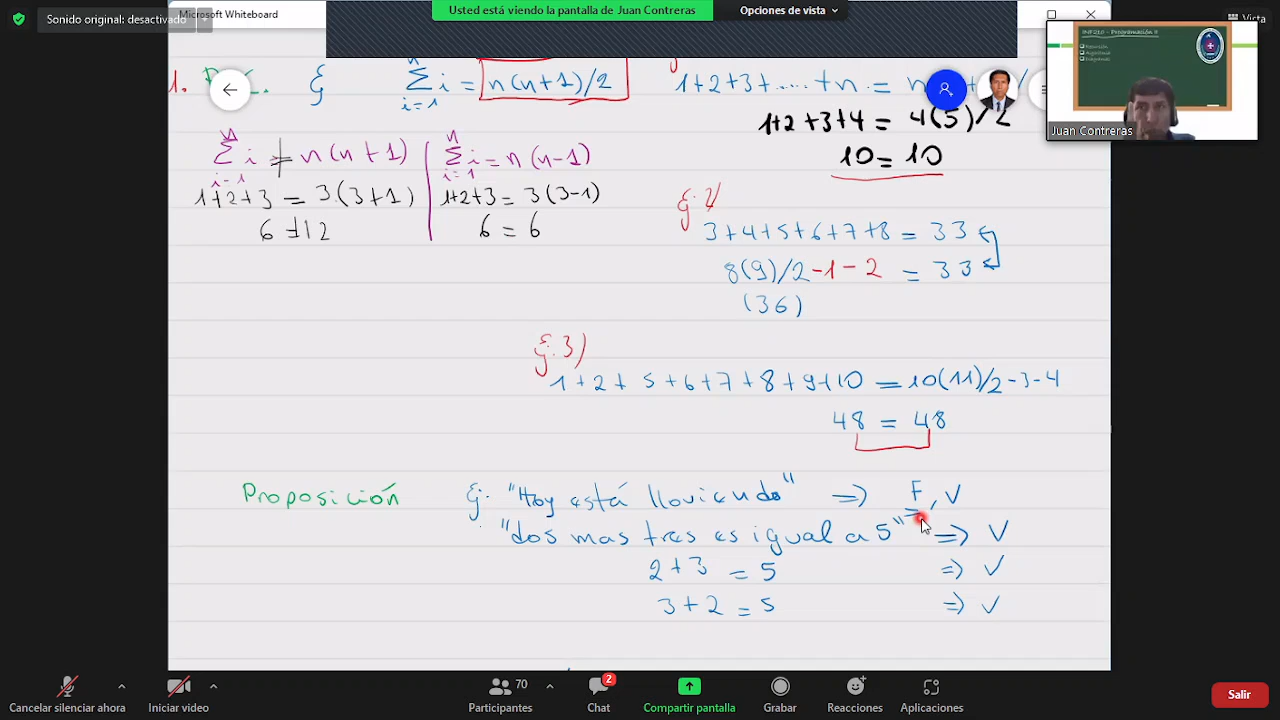 Sonido original: desactivado
Microsoft Whiteboard
Usted está viendo la pantalla de Juan Contreras
Opciones de vista
Vista
INF210 - Programación II
Juan Contreras
1.
Ej.
n
∑ i = n(n+1)/2
i=1
1+2+3+....+n =
1+2+3+4 = 4(5)/2
10 = 10
n
∑ i ≠ n(n+1)
i=1
1+2+3 = 3(3+1)
6 ≠ 12
n
∑ i = n(n-1)
i=1
1+2+3 = 3(3-1)
6 = 6
Ej. 2/
3+4+5+6+7+8 = 33
8(9)/2 -1-2 = 33
(36)
Ej. 3)
1+2+5+6+7+8+9+10 = 10(11)/2-3-4
48 = 48
Proposición Ej. "Hoy está lloviendo" => F, V
"dos mas tres es igual a 5" => V
2+3 = 5 => V
3+2 = 5 => V
Cancelar silenciar ahora
Iniciar video
70
Participantes
2
Chat
Compartir pantalla
Grabar
Reacciones
Aplicaciones
Salir